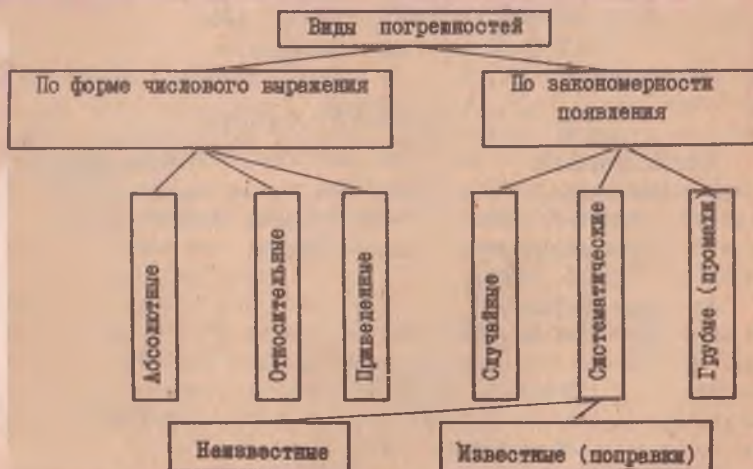 Виды погрешностей
По форме числового выражения
По закономерности
появления
Абсолютные
Относительные
Приведенные
Случайные
Систематические
Грубые (промахи)
Неизвестные
Известные (поправки)